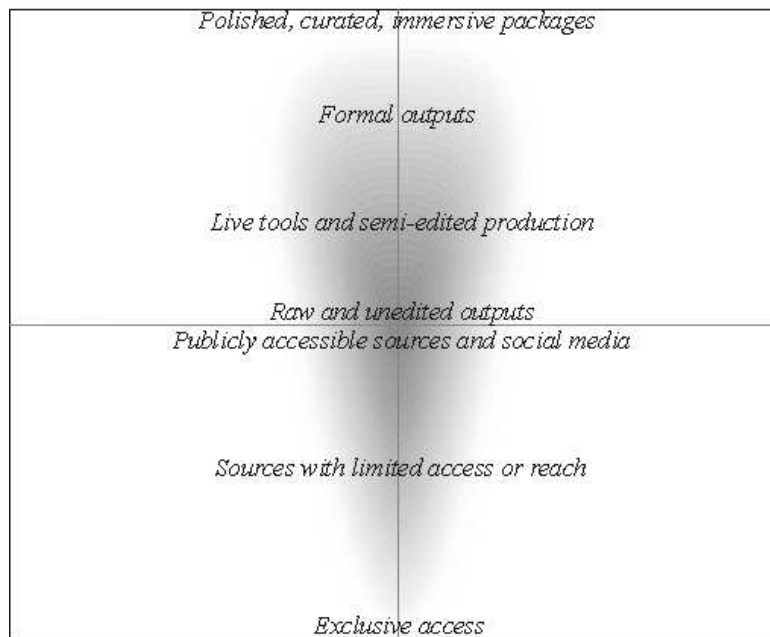 Polished, curated, immersive packages
Formal outputs
Live tools and semi-edited production
Raw and unedited outputs
Publicly accessible sources and social media
Sources with limited access or reach
Exclusive access